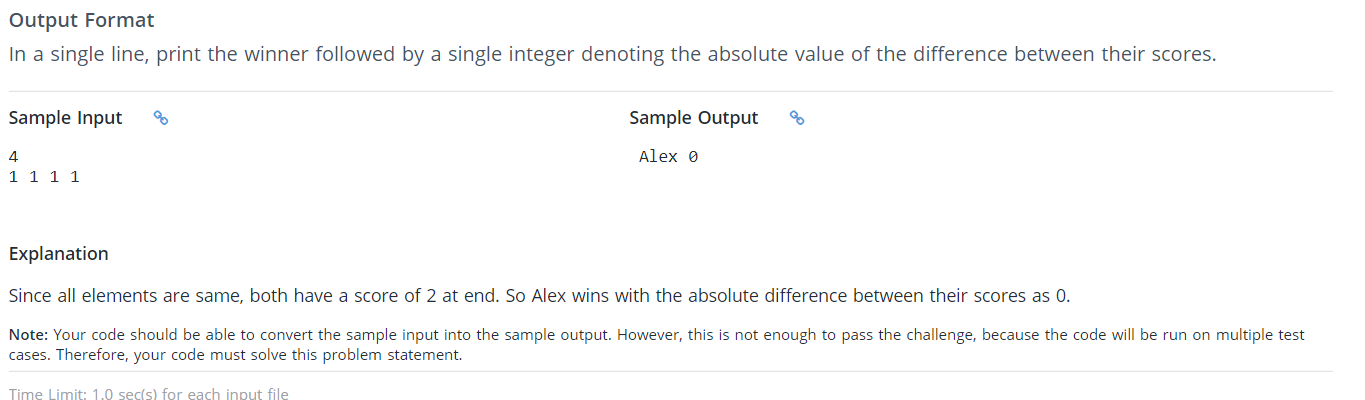 Output Format
In a single line, print the winner followed by a single integer denoting the absolute value of the difference between their scores.
Sample Input
4
1 1 1 1
Sample Output
Alex 0
Explanation
Since all elements are same, both have a score of 2 at end. So Alex wins with the absolute difference between their scores as 0.
Note: Your code should be able to convert the sample input into the sample output. However, this is not enough to pass the challenge, because the code will be run on multiple test
cases. Therefore, your code must solve this problem statement.
Time Limit: 1.0 sec(s) for each input file